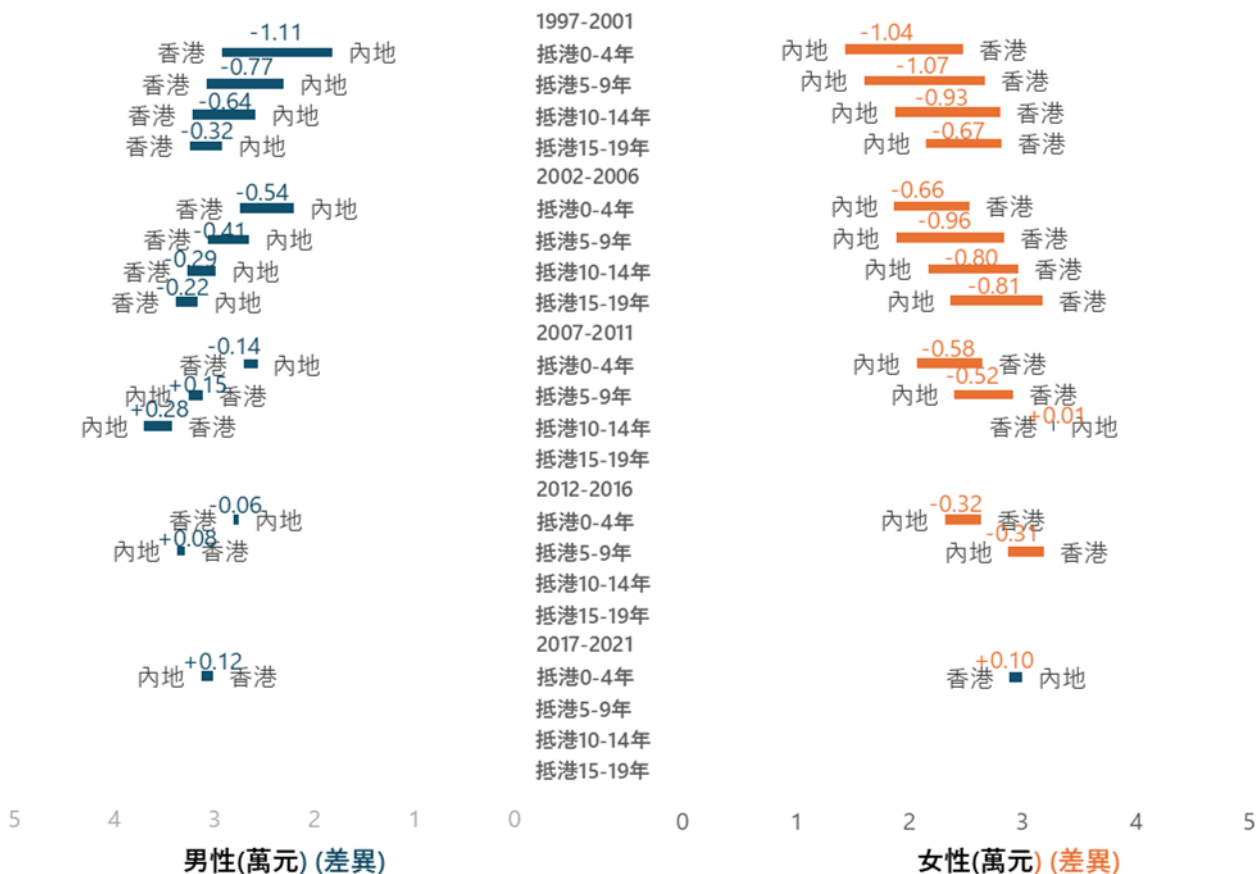 1997-2001
香港 -1.11 內地 抵港0-4年 內地 -1.04 香港
香港 -0.77 內地 抵港5-9年 內地 -1.07 香港
香港 -0.64 內地 抵港10-14年 內地 -0.93 香港
香港 -0.32 內地 抵港15-19年 內地 -0.67 香港
2002-2006
香港 -0.54 內地 抵港0-4年 內地 -0.66 香港
香港 -0.41 內地 抵港5-9年 內地 -0.96 香港
香港 -0.29 內地 抵港10-14年 內地 -0.80 香港
香港 -0.22 內地 抵港15-19年 內地 -0.81 香港
2007-2011
香港 -0.14 內地 抵港0-4年 內地 -0.58 香港
內地 +0.15 香港 抵港5-9年 內地 -0.52 香港
內地 +0.28 香港 抵港10-14年 香港 +0.01 內地
抵港15-19年
2012-2016
香港 -0.06 內地 抵港0-4年 內地 -0.32 香港
內地 +0.08 香港 抵港5-9年 內地 -0.31 香港
抵港10-14年
抵港15-19年
2017-2021
內地 +0.12 香港 抵港0-4年 香港 +0.10 內地
抵港5-9年
抵港10-14年
抵港15-19年
5 4 3 2 1 0 0 1 2 3 4 5
男性(萬元) (差異) 女性(萬元) (差異)